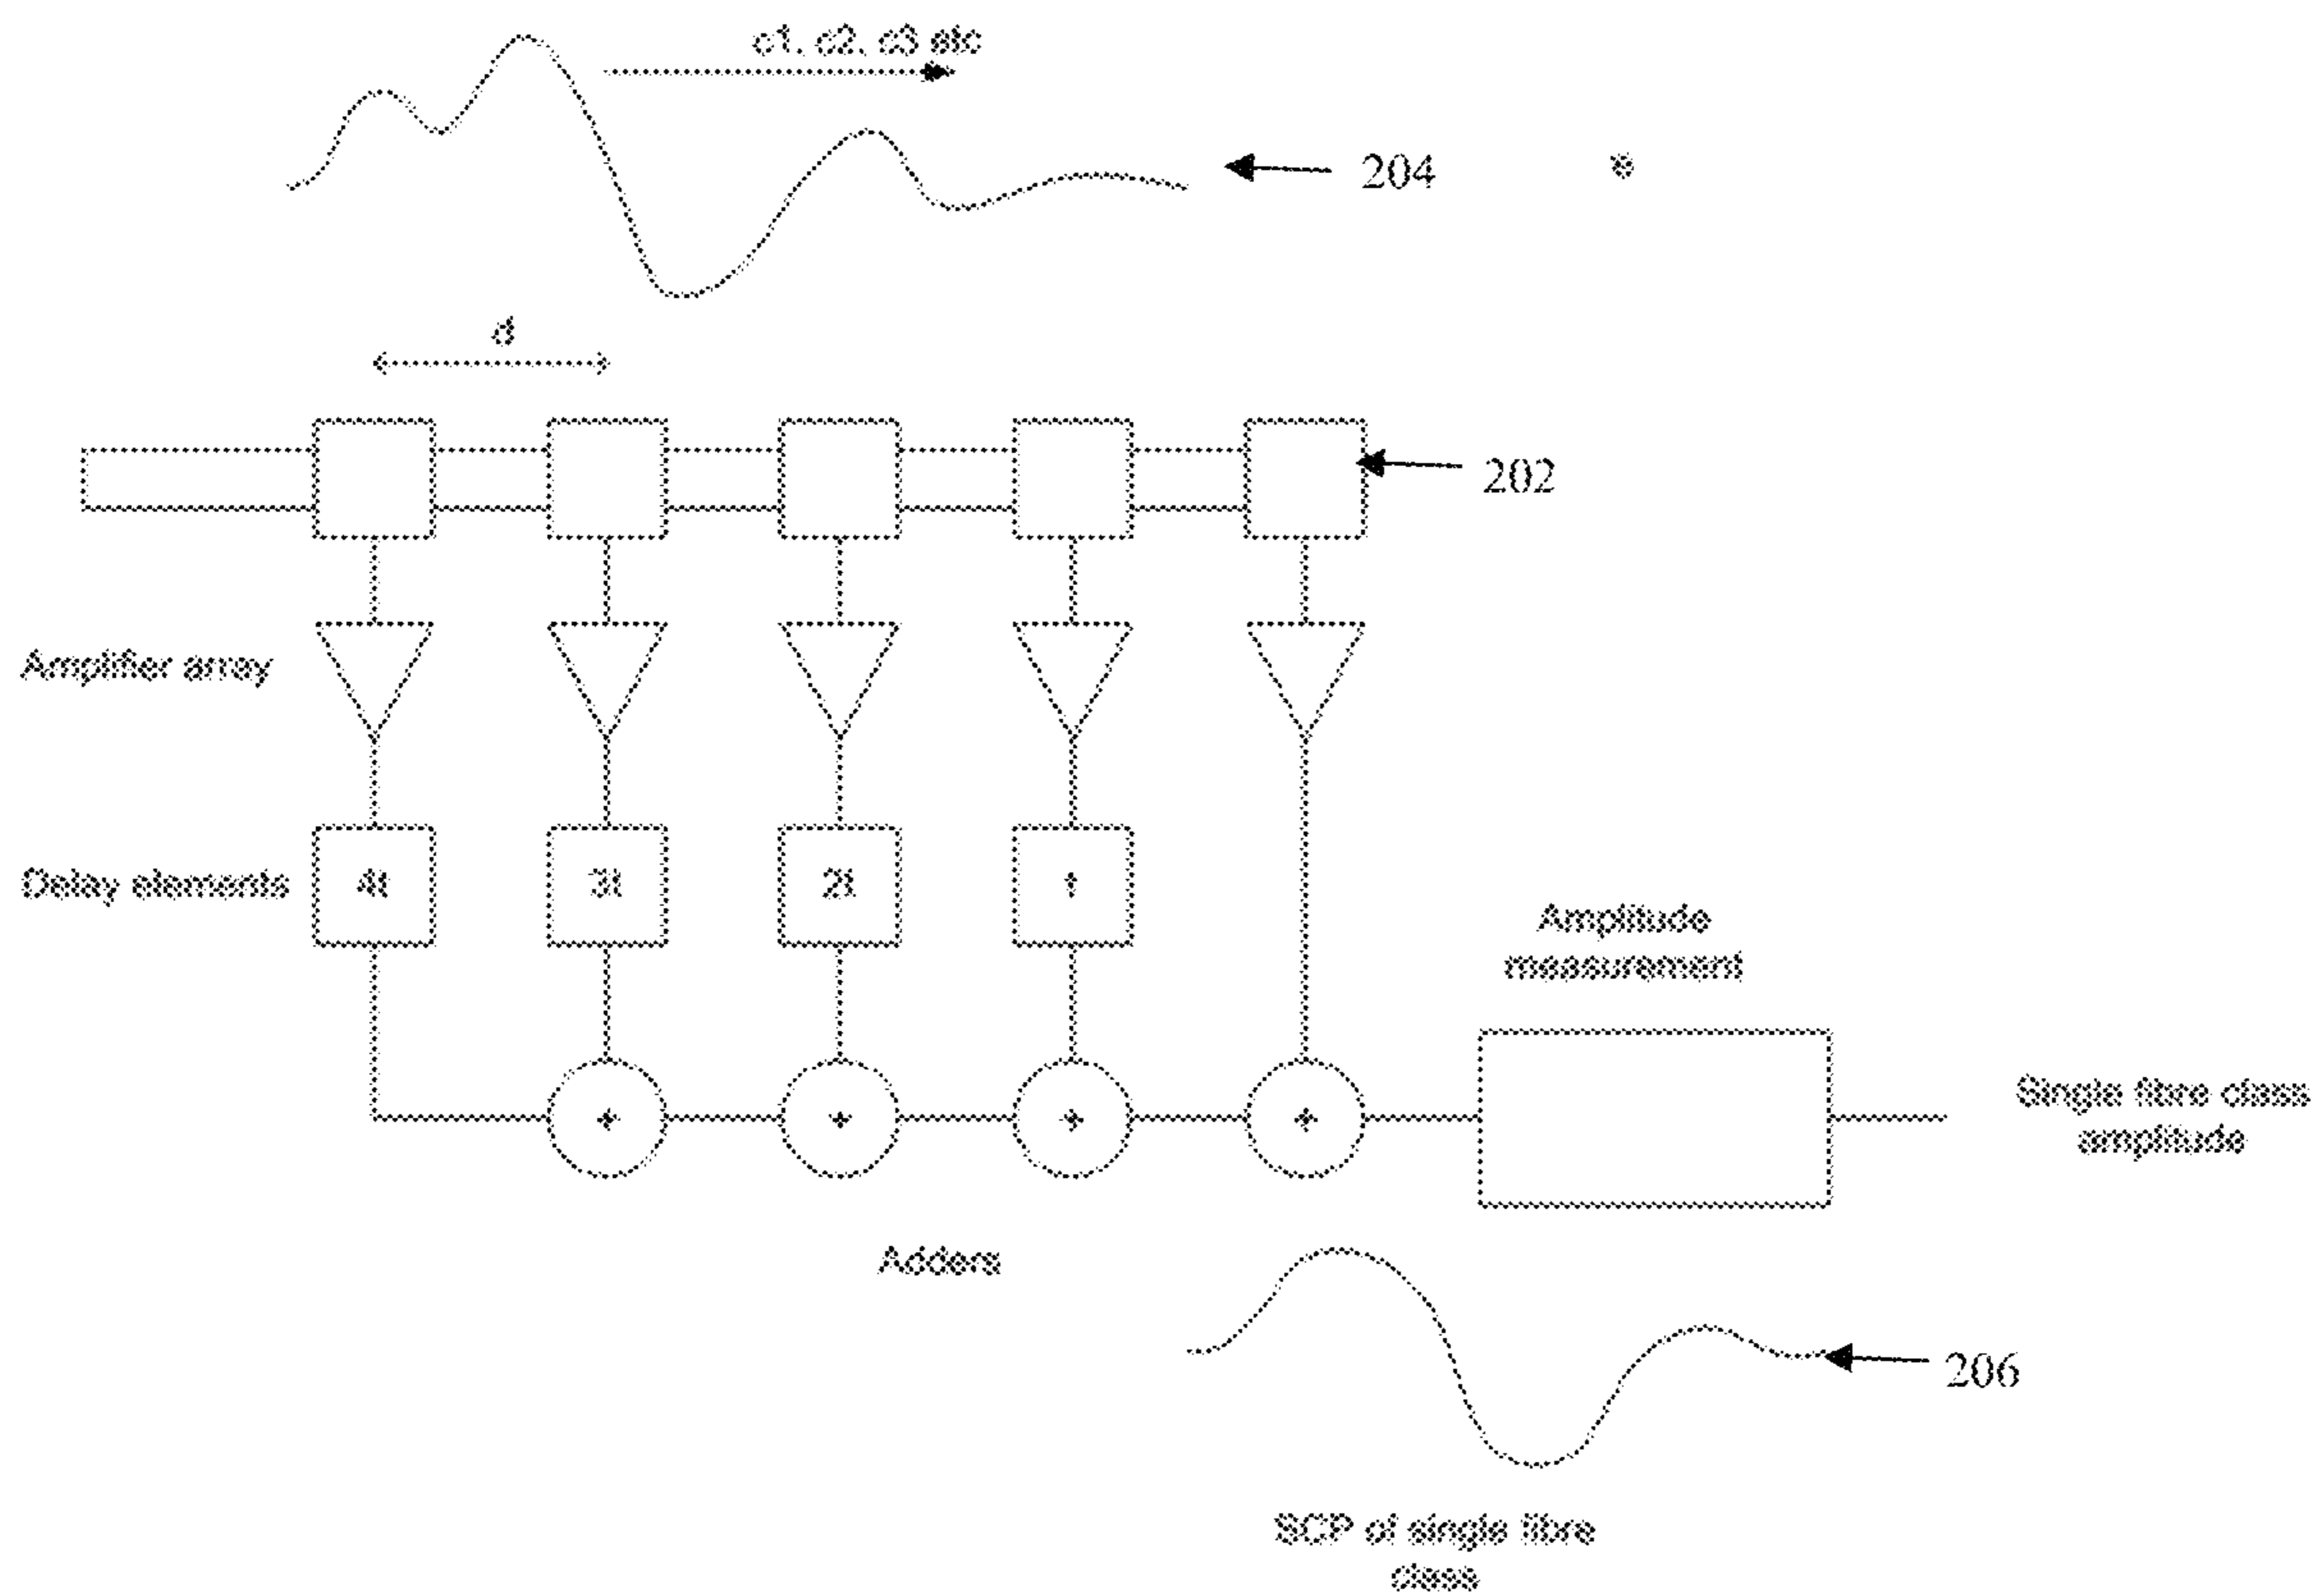 c1, c2, c3 etc
204
d
202
Amplifier array
Delay elements
4t
3t
2t
t
Amplitude
measurement
+
+
+
+
Single fibre class
amplitude
Adders
206
SCP of single fibre
class